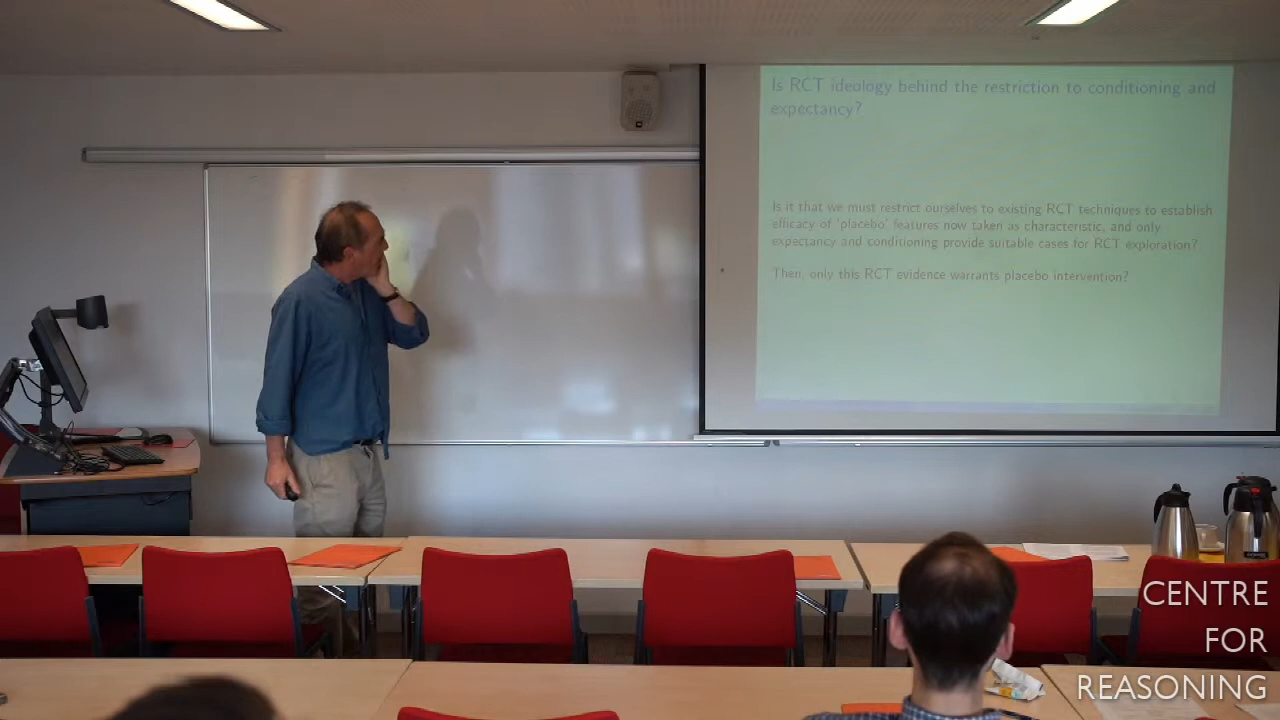 Is RCT ideology behind the restriction to conditioning and
expectancy?
Is it that we must restrict ourselves to existing RCT techniques to establish
efficacy of 'placebo' features now taken as characteristic, and only
expectancy and conditioning provide suitable cases for RCT exploration?
Then, only this RCT evidence warrants placebo intervention?
CENTRE
FOR
REASONING